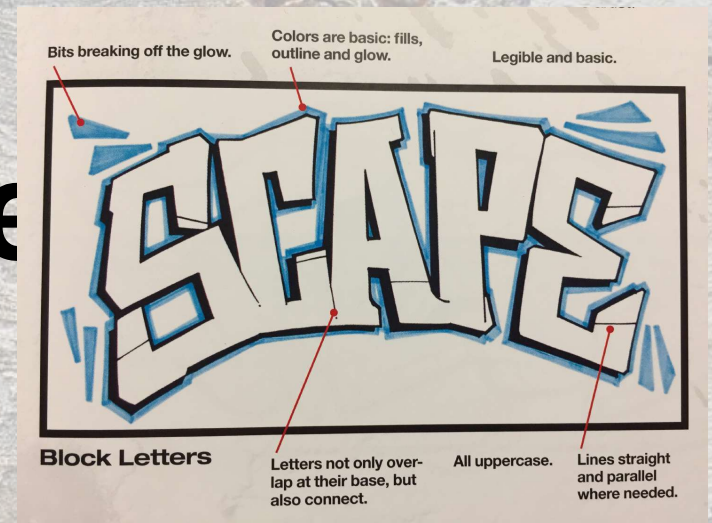 Bits breaking off the glow.
Colors are basic: fills,
outline and glow.
Legible and basic.
SCAPE
Block Letters
Letters not only over-
lap at their base, but
also connect.
All uppercase.
Lines straight
and parallel
where needed.